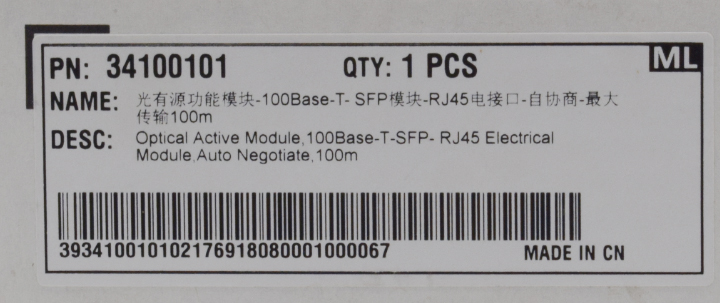 PN: 34100101 QTY: 1 PCS ML
NAME: 光有源功能模块-100Base-T- SFP模块-RJ45电接口-自协商-最大
传输100m
DESC: Optical Active Module,100Base-T-SFP- RJ45 Electrical
Module,Auto Negotiate,100m
393410010102176918080001000067 MADE IN CN